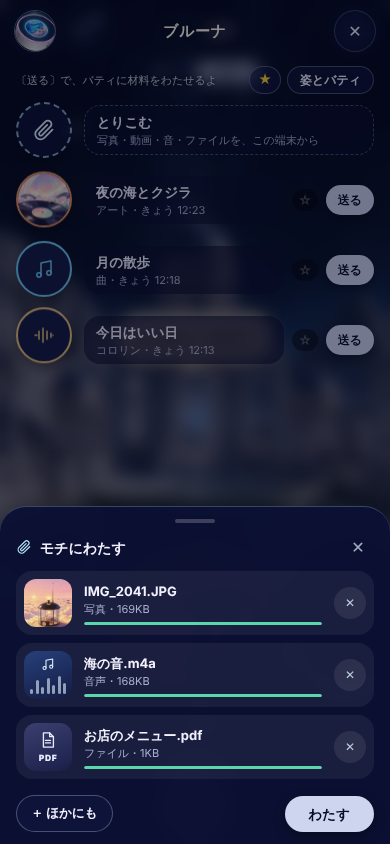 ブルーナ
〔送る〕で、バティに材料をわたせるよ
姿とバティ
とりこむ
写真・動画・音・ファイルを、この端末から
夜の海とクジラ
アート・きょう 12:23
送る
月の散歩
曲・きょう 12:18
送る
今日はいい日
コロリン・きょう 12:13
送る
モチにわたす
IMG_2041.JPG
写真・169KB
海の音.m4a
音声・168KB
PDF
お店のメニュー.pdf
ファイル・1KB
+ ほかにも
わたす